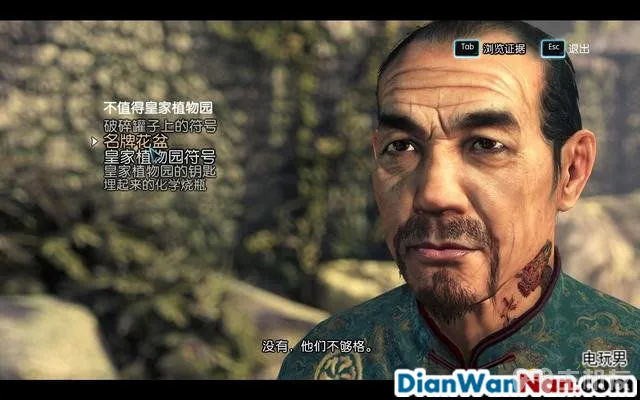 Tab 浏览证据 Esc 退出
不值得皇家植物园
破碎罐子上的符号
名牌花盆
皇家植物园符号
皇家植物园的钥匙
埋起来的化学烧瓶
没有，他们不够格。
电玩男
DianWanNan.com